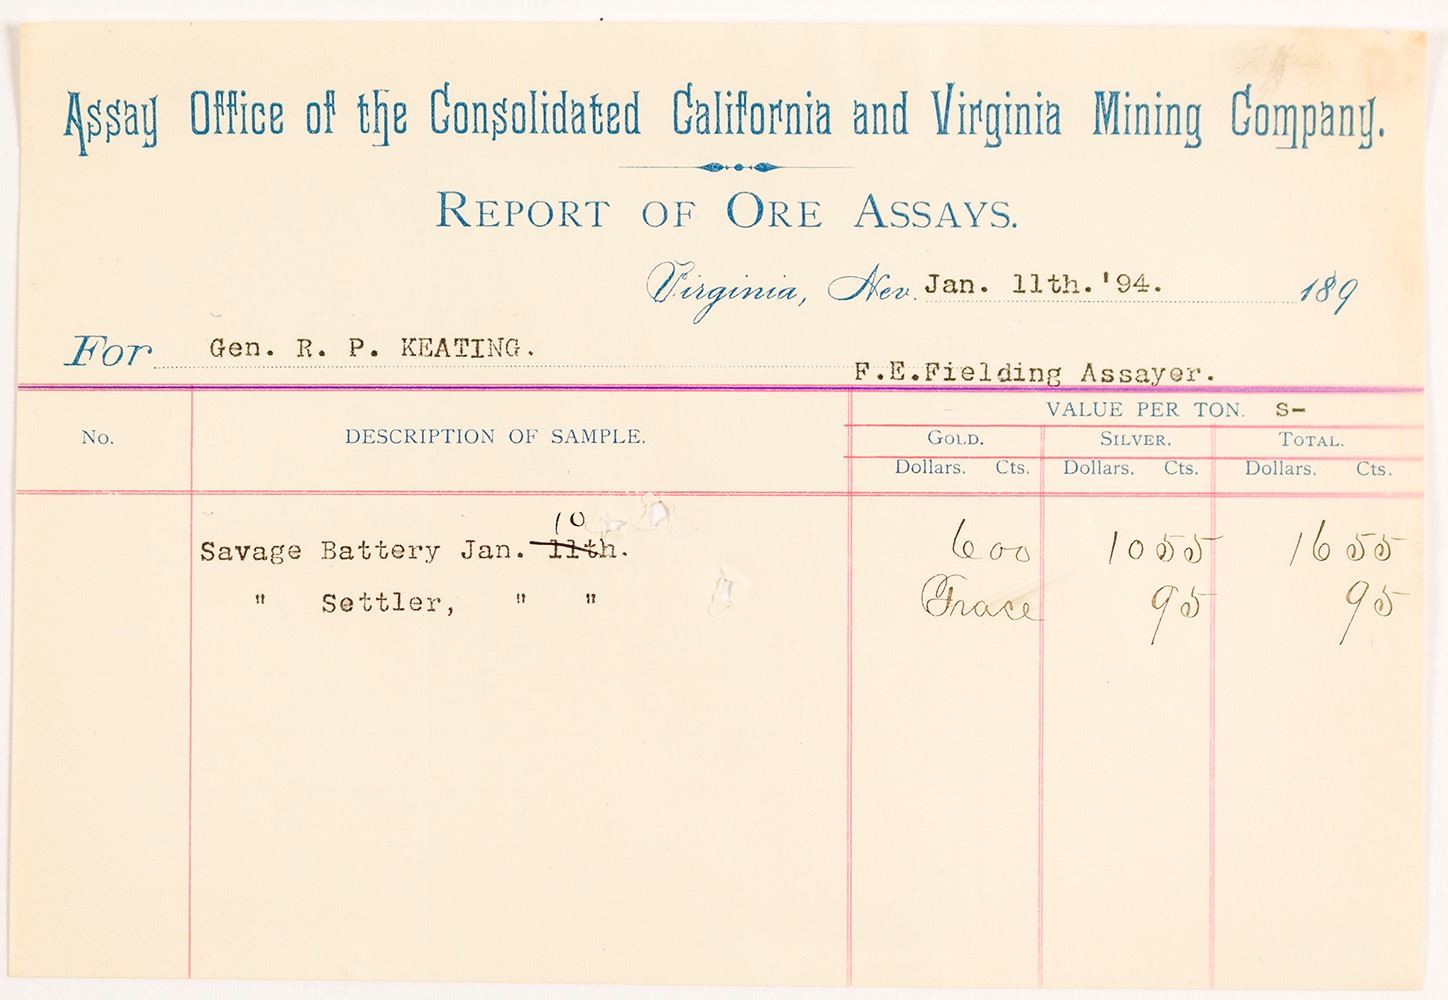 Assay Office of the Consolidated California and Virginia Mining Company.
REPORT OF ORE ASSAYS.
Virginia, Nev. Jan. 11th.'94. 189
For Gen. R. P. KEATING.
F.E.Fielding Assayer.
VALUE PER TON. S-
No. DESCRIPTION OF SAMPLE. GOLD. SILVER. TOTAL.
Dollars. Cts. Dollars. Cts. Dollars. Cts.
10
Savage Battery Jan. 11th. 6 00 10 55 16 55
" Settler, " " Trace 95 95